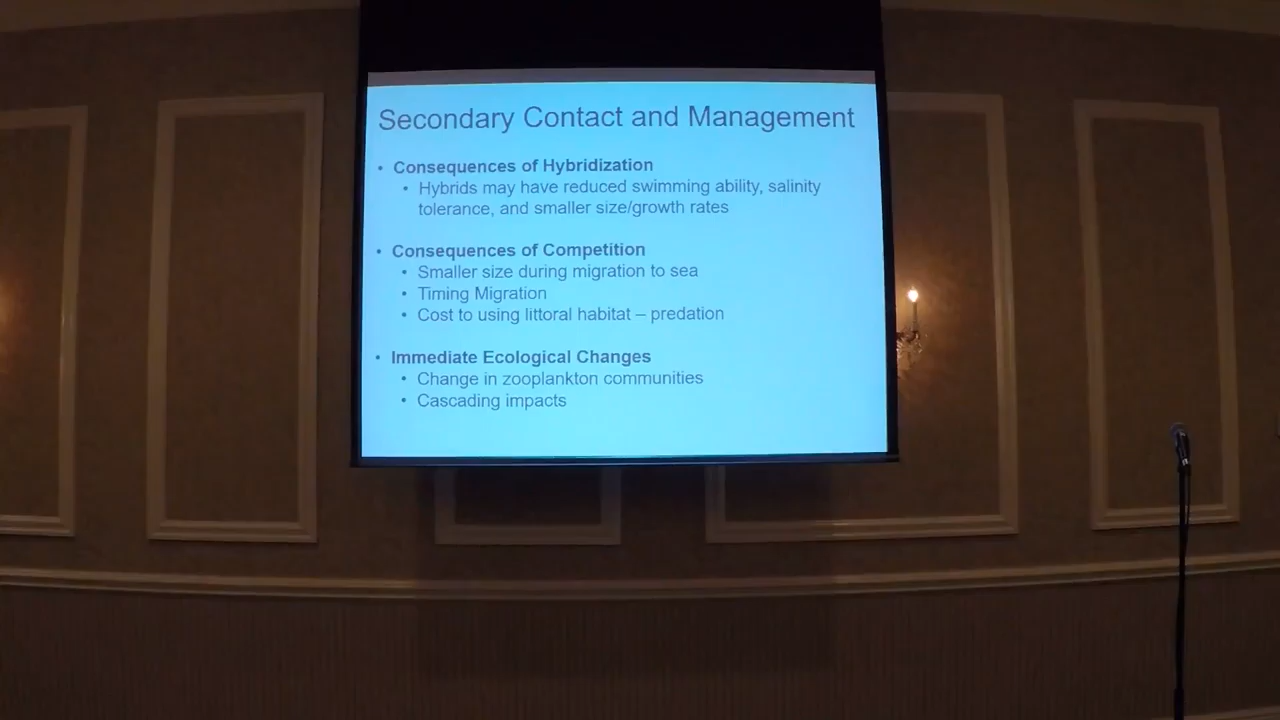 Secondary Contact and Management
• Consequences of Hybridization
• Hybrids may have reduced swimming ability, salinity
tolerance, and smaller size/growth rates
• Consequences of Competition
• Smaller size during migration to sea
• Timing Migration
• Cost to using littoral habitat – predation
• Immediate Ecological Changes
• Change in zooplankton communities
• Cascading impacts